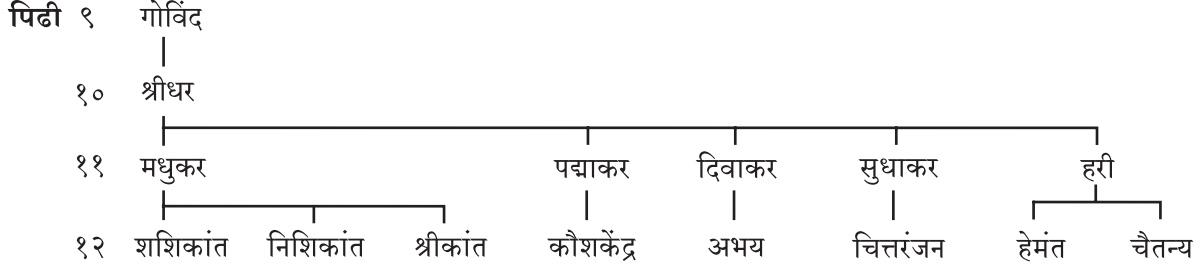 पिढी ९ गोविंद
१० श्रीधर
११ मधुकर पद्माकर दिवाकर सुधाकर हरी
१२ शशिकांत निशिकांत श्रीकांत कौशकेंद्र अभय चित्तरंजन हेमंत चैतन्य